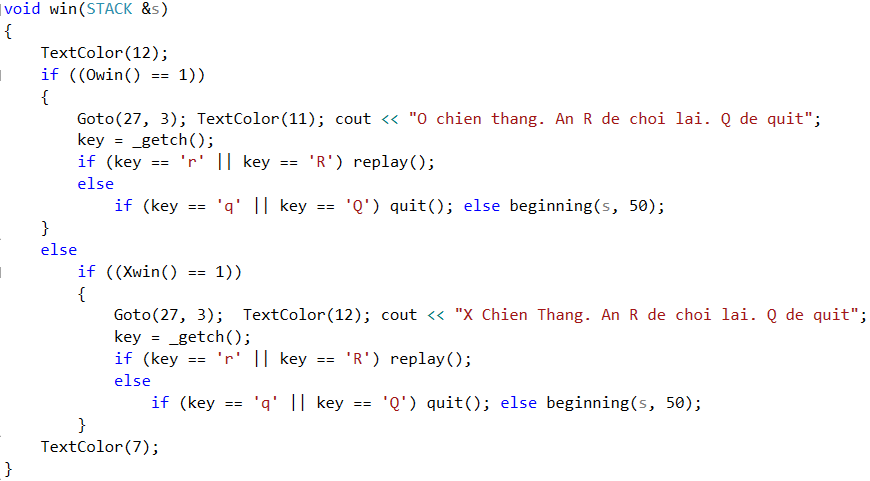 void win(STACK &s)
{
    TextColor(12);
    if ((Owin() == 1))
    {
        Goto(27, 3); TextColor(11); cout << "O chien thang. An R de choi lai. Q de quit";
        key = _getch();
        if (key == 'r' || key == 'R') replay();
        else
            if (key == 'q' || key == 'Q') quit(); else beginning(s, 50);
    }
    else
        if ((Xwin() == 1))
        {
            Goto(27, 3);  TextColor(12); cout << "X Chien Thang. An R de choi lai. Q de quit";
            key = _getch();
            if (key == 'r' || key == 'R') replay();
            else
                if (key == 'q' || key == 'Q') quit(); else beginning(s, 50);
        }
    TextColor(7);
}